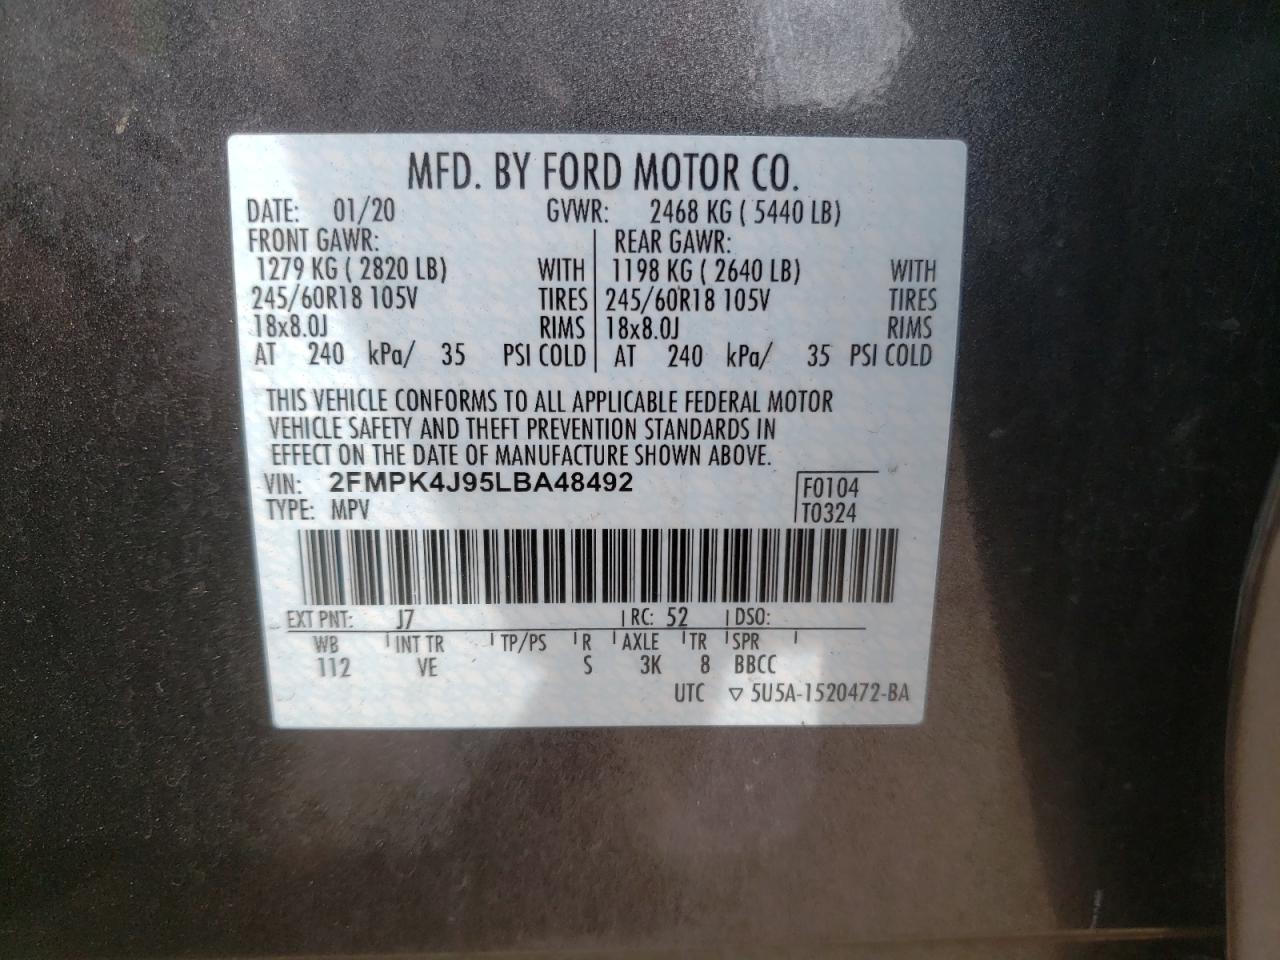 MFD. BY FORD MOTOR CO.
DATE: 01/20 GVWR: 2468 KG ( 5440 LB)
FRONT GAWR: REAR GAWR:
1279 KG ( 2820 LB) WITH 1198 KG ( 2640 LB) WITH
245/60R18 105V TIRES 245/60R18 105V TIRES
18x8.0J RIMS 18x8.0J RIMS
AT 240 kPa/ 35 PSI COLD AT 240 kPa/ 35 PSI COLD
THIS VEHICLE CONFORMS TO ALL APPLICABLE FEDERAL MOTOR
VEHICLE SAFETY AND THEFT PREVENTION STANDARDS IN
EFFECT ON THE DATE OF MANUFACTURE SHOWN ABOVE.
VIN: 2FMPK4J95LBA48492 F0104
TYPE: MPV T0324
EXT PNT: J7 RC: 52 DSO:
WB INT TR TP/PS R AXLE TR SPR
112 VE S 3K 8 BBCC
UTC ▽ 5U5A-1520472-BA